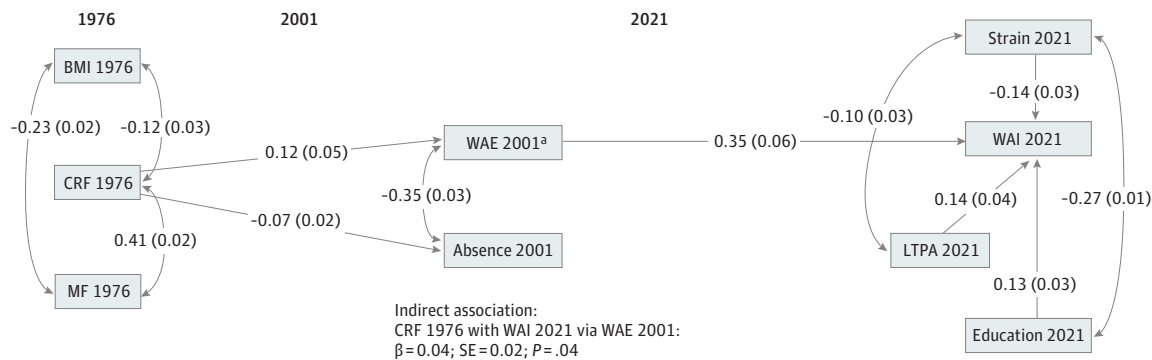 1976
2001
2021
BMI 1976
-0.23 (0.02)
-0.12 (0.03)
CRF 1976
0.41 (0.02)
MF 1976
0.12 (0.05)
-0.07 (0.02)
WAE 2001ᵃ
-0.35 (0.03)
Absence 2001
0.35 (0.06)
Strain 2021
-0.14 (0.03)
-0.10 (0.03)
WAI 2021
0.14 (0.04)
-0.27 (0.01)
LTPA 2021
0.13 (0.03)
Education 2021
Indirect association:
CRF 1976 with WAI 2021 via WAE 2001:
β=0.04; SE=0.02; P=.04